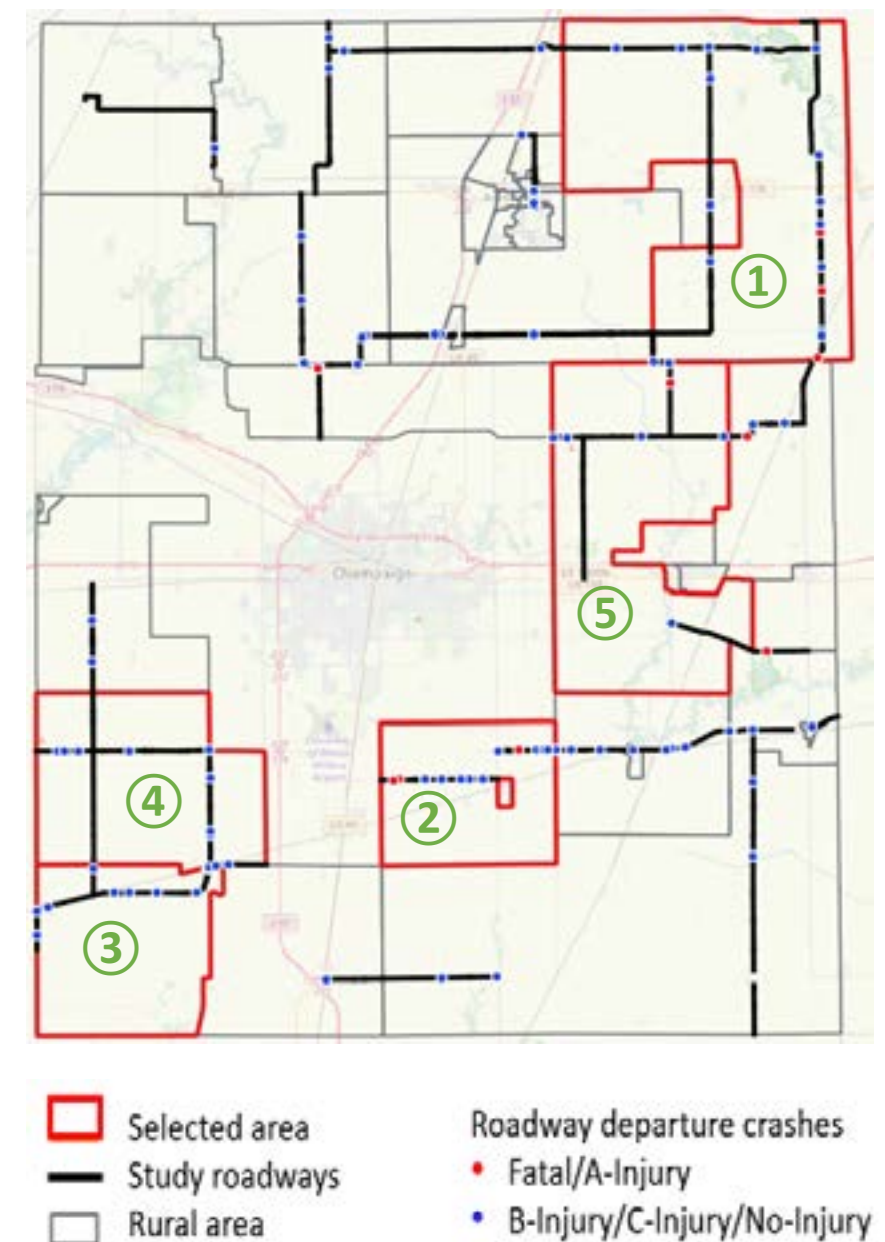 ①
Champaign
⑤
④
②
③
Selected area
Study roadways
Rural area
Roadway departure crashes
Fatal/A-Injury
B-Injury/C-Injury/No-Injury